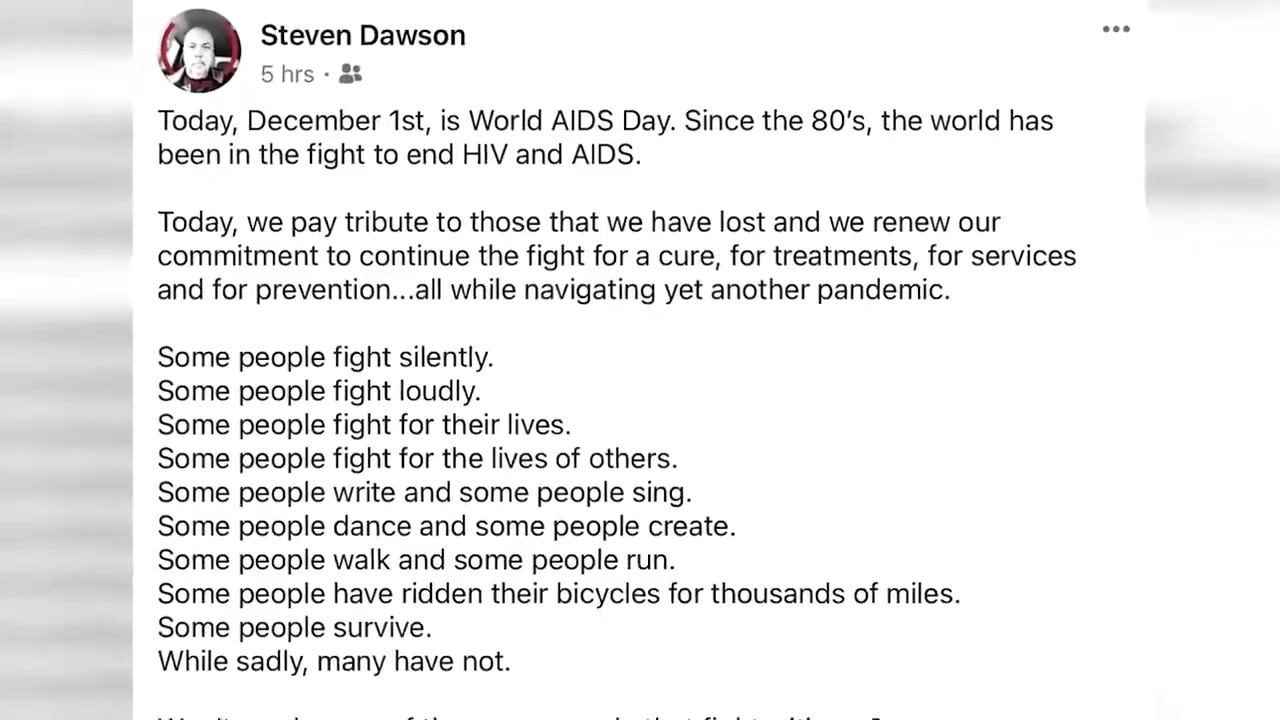 Steven Dawson
5 hrs ·
Today, December 1st, is World AIDS Day. Since the 80's, the world has
been in the fight to end HIV and AIDS.
Today, we pay tribute to those that we have lost and we renew our
commitment to continue the fight for a cure, for treatments, for services
and for prevention...all while navigating yet another pandemic.
Some people fight silently.
Some people fight loudly.
Some people fight for their lives.
Some people fight for the lives of others.
Some people write and some people sing.
Some people dance and some people create.
Some people walk and some people run.
Some people have ridden their bicycles for thousands of miles.
Some people survive.
While sadly, many have not.